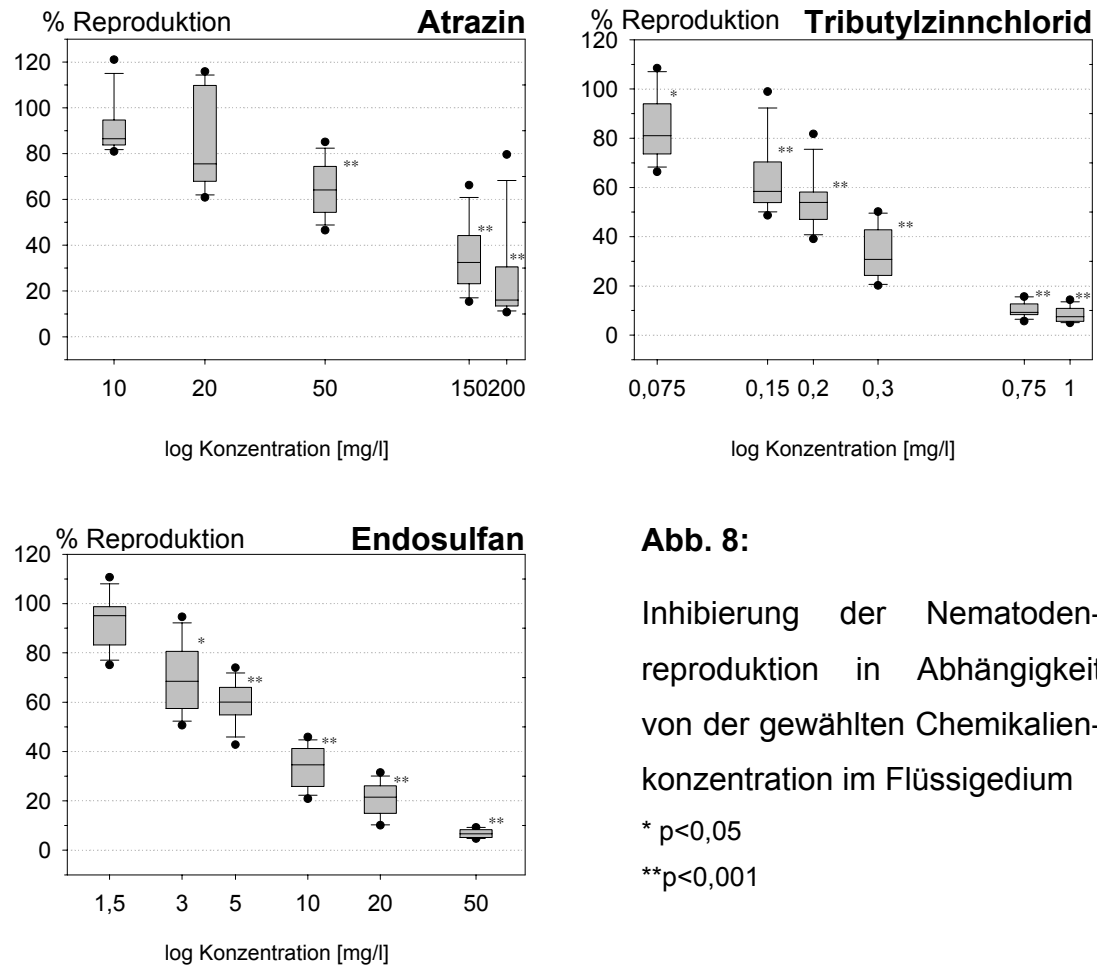 % Reproduktion Atrazin
120
100
80
60
40
20
0
**
**
**
10 20 50 150 200
log Konzentration [mg/l]
% Reproduktion Tributylzinnchlorid
120
100
80
60
40
20
0
*
**
**
**
**
**
0,075 0,15 0,2 0,3 0,75 1
log Konzentration [mg/l]
% Reproduktion Endosulfan
120
100
80
60
40
20
0
*
**
**
**
**
1,5 3 5 10 20 50
log Konzentration [mg/l]
Abb. 8:
Inhibierung der Nematoden-
reproduktion in Abhängigkeit
von der gewählten Chemikalien-
konzentration im Flüssigedium
* p<0,05
**p<0,001